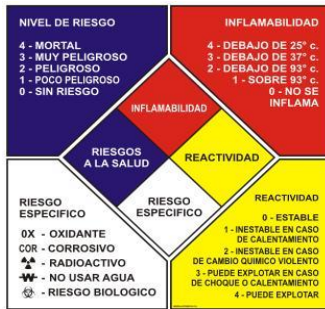 NIVEL DE RIESGO
4 - MORTAL
3 - MUY PELIGROSO
2 - PELIGROSO
1 - POCO PELIGROSO
0 - SIN RIESGO
INFLAMABILIDAD
4 - DEBAJO DE 25° c.
3 - DEBAJO DE 37° c.
2 - DEBAJO DE 93° c.
1 - SOBRE 93° c.
0 - NO SE
INFLAMA
INFLAMABILIDAD
RIESGOS
A LA SALUD
REACTIVIDAD
RIESGO
ESPECIFICO
RIESGO
ESPECIFICO
0X - OXIDANTE
COR - CORROSIVO
- RADIOACTIVO
W - NO USAR AGUA
- RIESGO BIOLOGICO
REACTIVIDAD
0 - ESTABLE
1 - INESTABLE EN CASO
DE CALENTAMIENTO
2 - INESTABLE EN CASO
DE CAMBIO QUIMICO VIOLENTO
3 - PUEDE EXPLOTAR EN CASO
DE CHOQUE O CALENTAMIENTO
4 - PUEDE EXPLOTAR